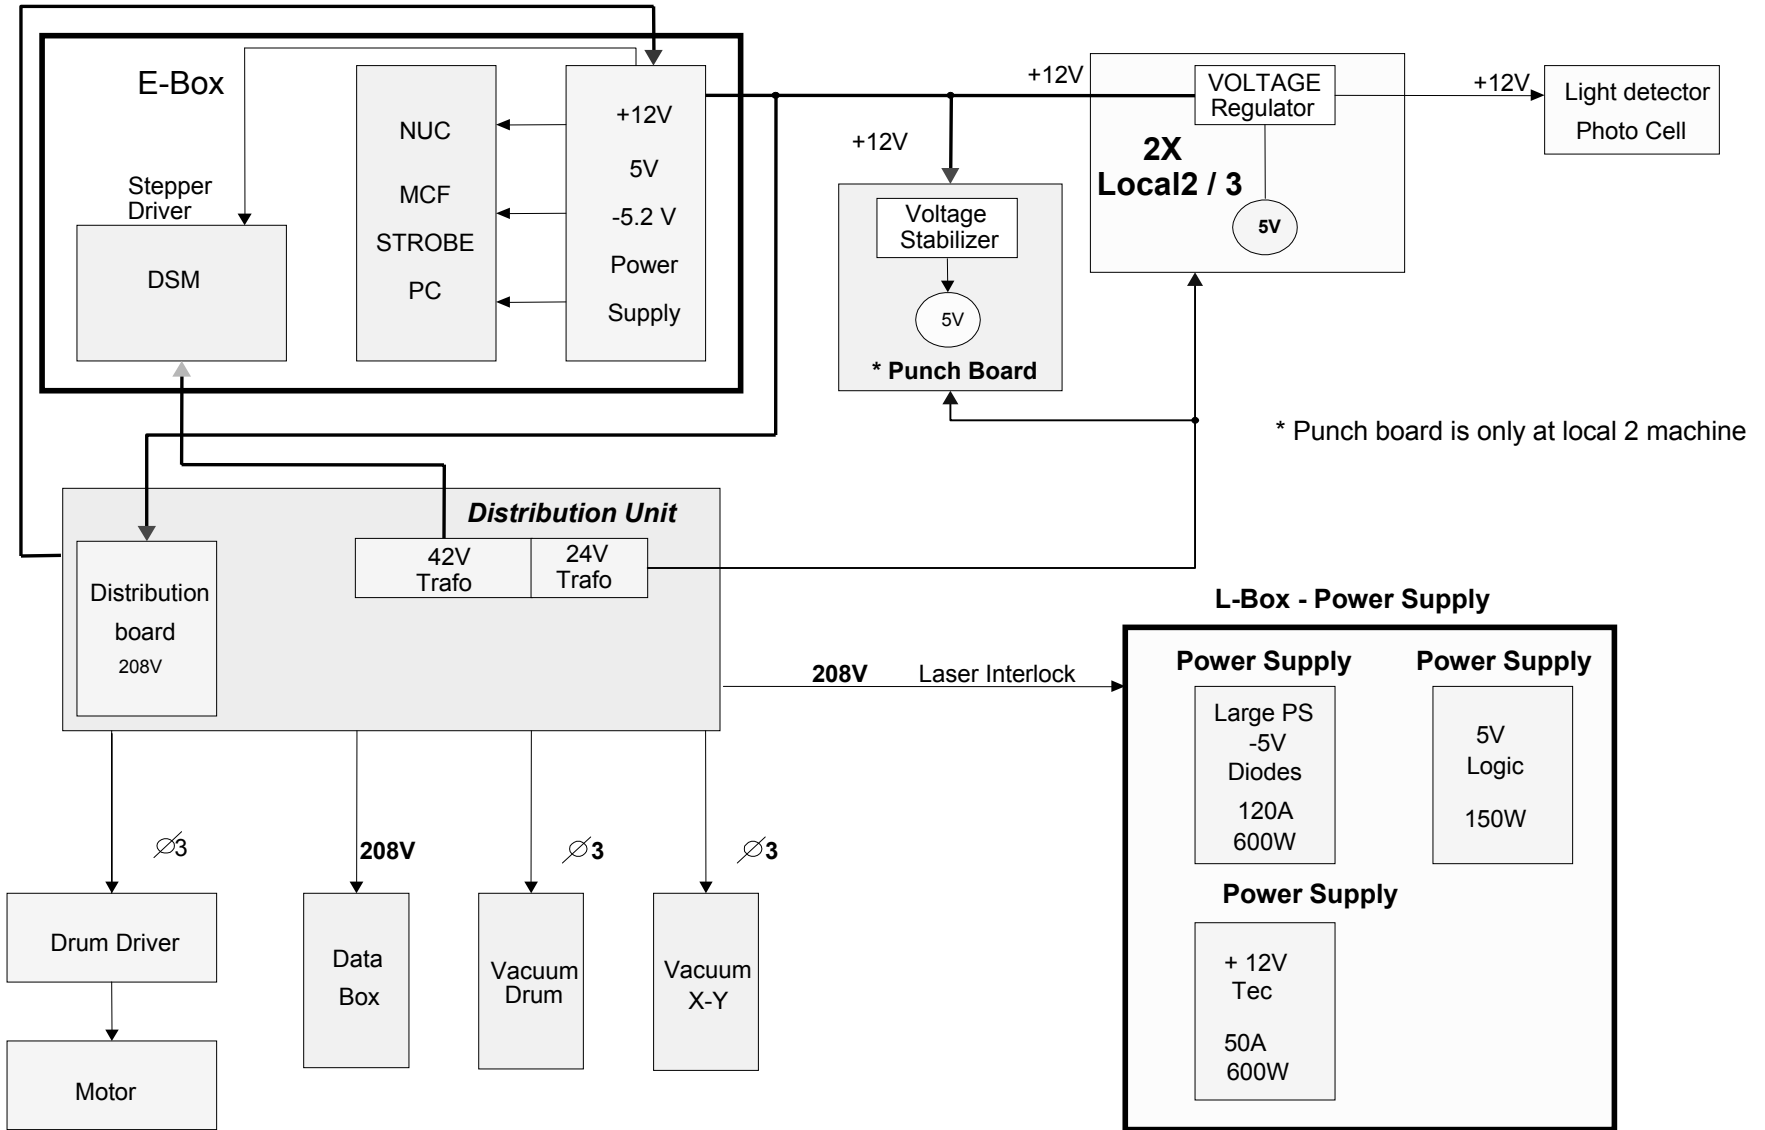 E-Box
NUC
MCF
STROBE
PC
+12V
5V
-5.2 V
Power
Supply
Stepper
Driver
DSM
+12V
+12V
VOLTAGE
Regulator
2X
Local2 / 3
5V
+12V
Light detector
Photo Cell
Voltage
Stabilizer
5V
* Punch Board
* Punch board is only at local 2 machine
Distribution Unit
42V
Trafo
24V
Trafo
Distribution
board
208V
208V
Laser Interlock
L-Box - Power Supply
Power Supply
Large PS
-5V
Diodes
120A
600W
Power Supply
5V
Logic
150W
Power Supply
+ 12V
Tec
50A
600W
∅3
208V
∅3
∅3
Drum Driver
Motor
Data
Box
Vacuum
Drum
Vacuum
X-Y